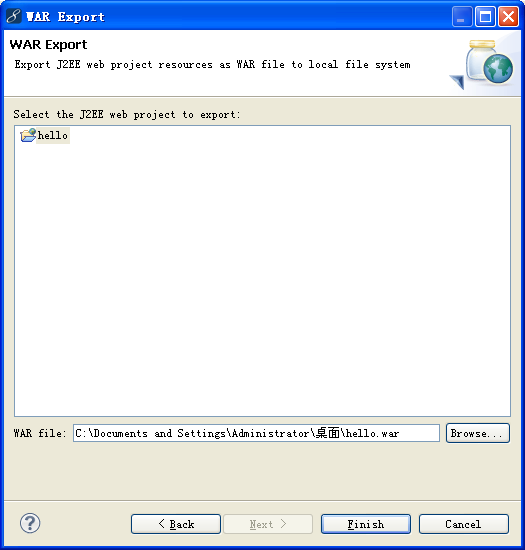 WAR Export
WAR Export
Export J2EE web project resources as WAR file to local file system
Select the J2EE web project to export:
hello
WAR file: C:\Documents and Settings\Administrator\桌面\hello.war Browse...
? < Back Next > Finish Cancel